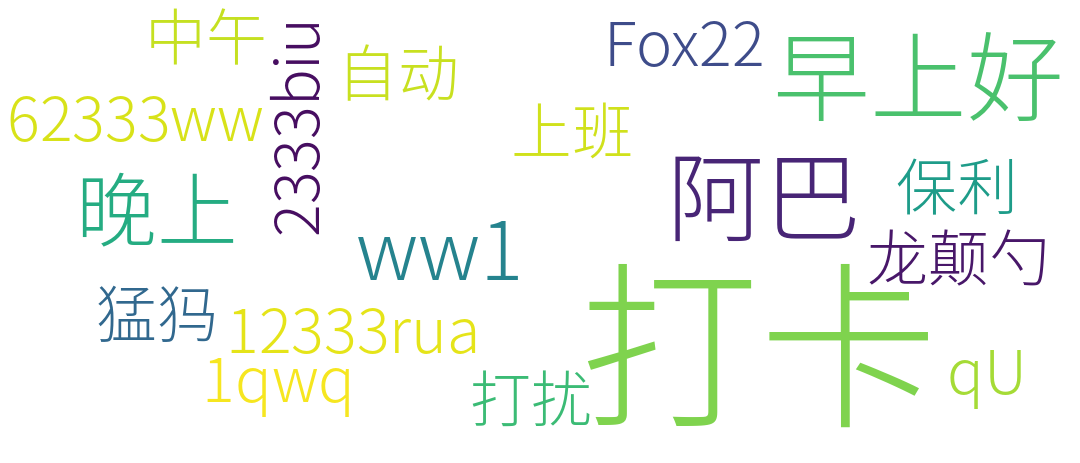 中午
自动
Fox22
早上好
62333ww
2333biu
上班
晚上
阿巴
保利
ww1
龙颠勺
猛犸
12333rua
打卡
1qwq
打扰
qU